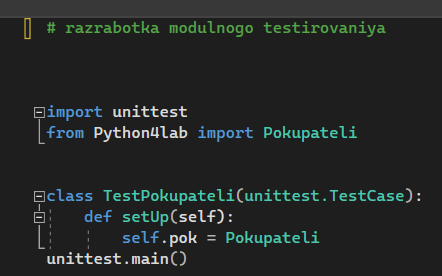 # razrabotka modulnogo testirovaniya
import unittest
from Python4lab import Pokupateli
class TestPokupateli(unittest.TestCase):
def setUp(self):
self.pok = Pokupateli
unittest.main()